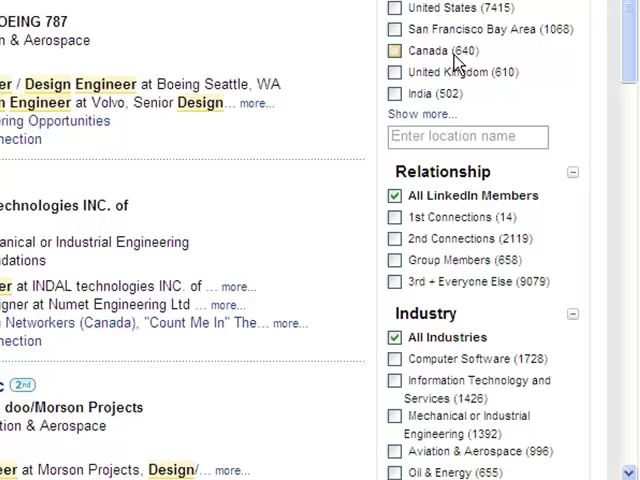 OEING 787
n & Aerospace
er / Design Engineer at Boeing Seattle, WA
n Engineer at Volvo, Senior Design... more...
ring Opportunities
nection
echnologies INC. of
anical or Industrial Engineering
ndations
er at INDAL technologies INC. of ... more...
igner at Numet Engineering Ltd ... more...
Networkers (Canada), "Count Me In" The... more...
nection
c 2nd
doo/Morson Projects
tion & Aerospace
eer at Morson Projects, Design/... more...
United States (7415)
San Francisco Bay Area (1068)
Canada (640)
United Kingdom (610)
India (502)
Show more...
Enter location name
Relationship
All LinkedIn Members
1st Connections (14)
2nd Connections (2119)
Group Members (658)
3rd + Everyone Else (9079)
Industry
All Industries
Computer Software (1728)
Information Technology and
Services (1426)
Mechanical or Industrial
Engineering (1392)
Aviation & Aerospace (996)
Oil & Energy (655)